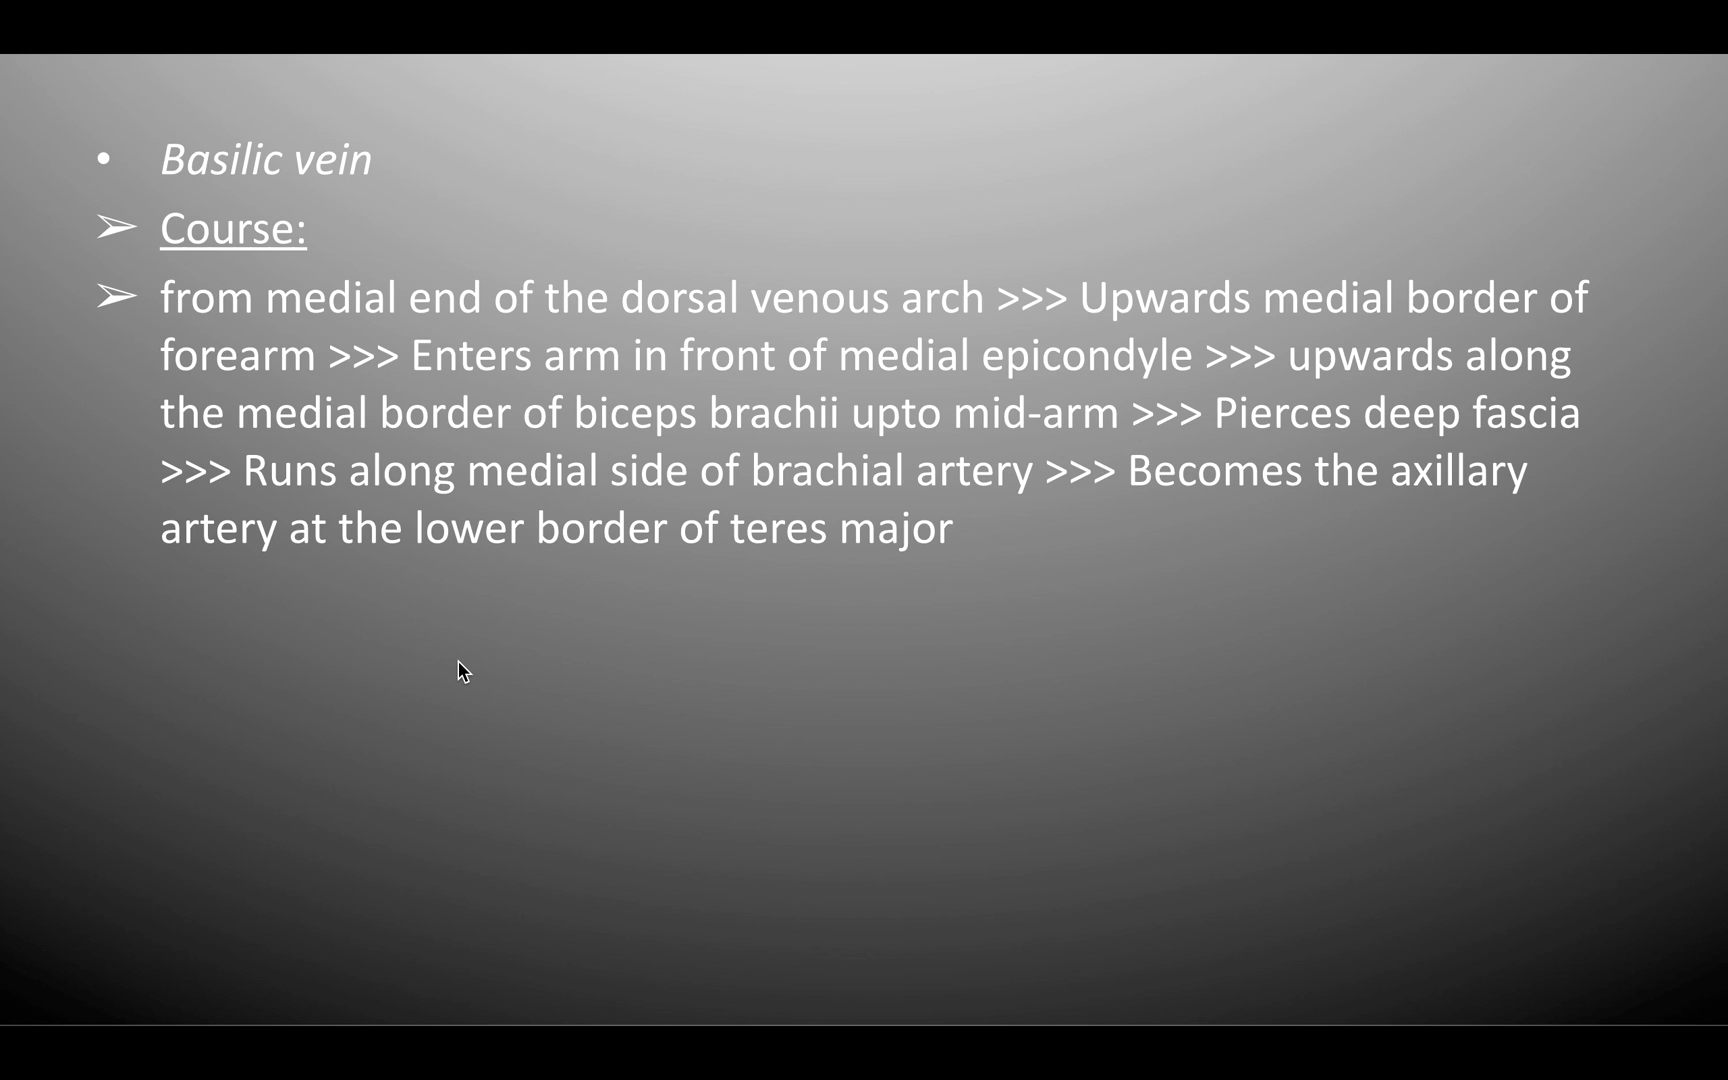 • Basilic vein
➢ Course:
➢ from medial end of the dorsal venous arch >>> Upwards medial border of
forearm >>> Enters arm in front of medial epicondyle >>> upwards along
the medial border of biceps brachii upto mid-arm >>> Pierces deep fascia
>>> Runs along medial side of brachial artery >>> Becomes the axillary
artery at the lower border of teres major